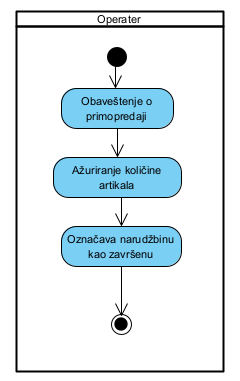 Operater
Obaveštenje o
primopredaji
Ažuriranje količine
artikala
Označava narudžbinu
kao završenu